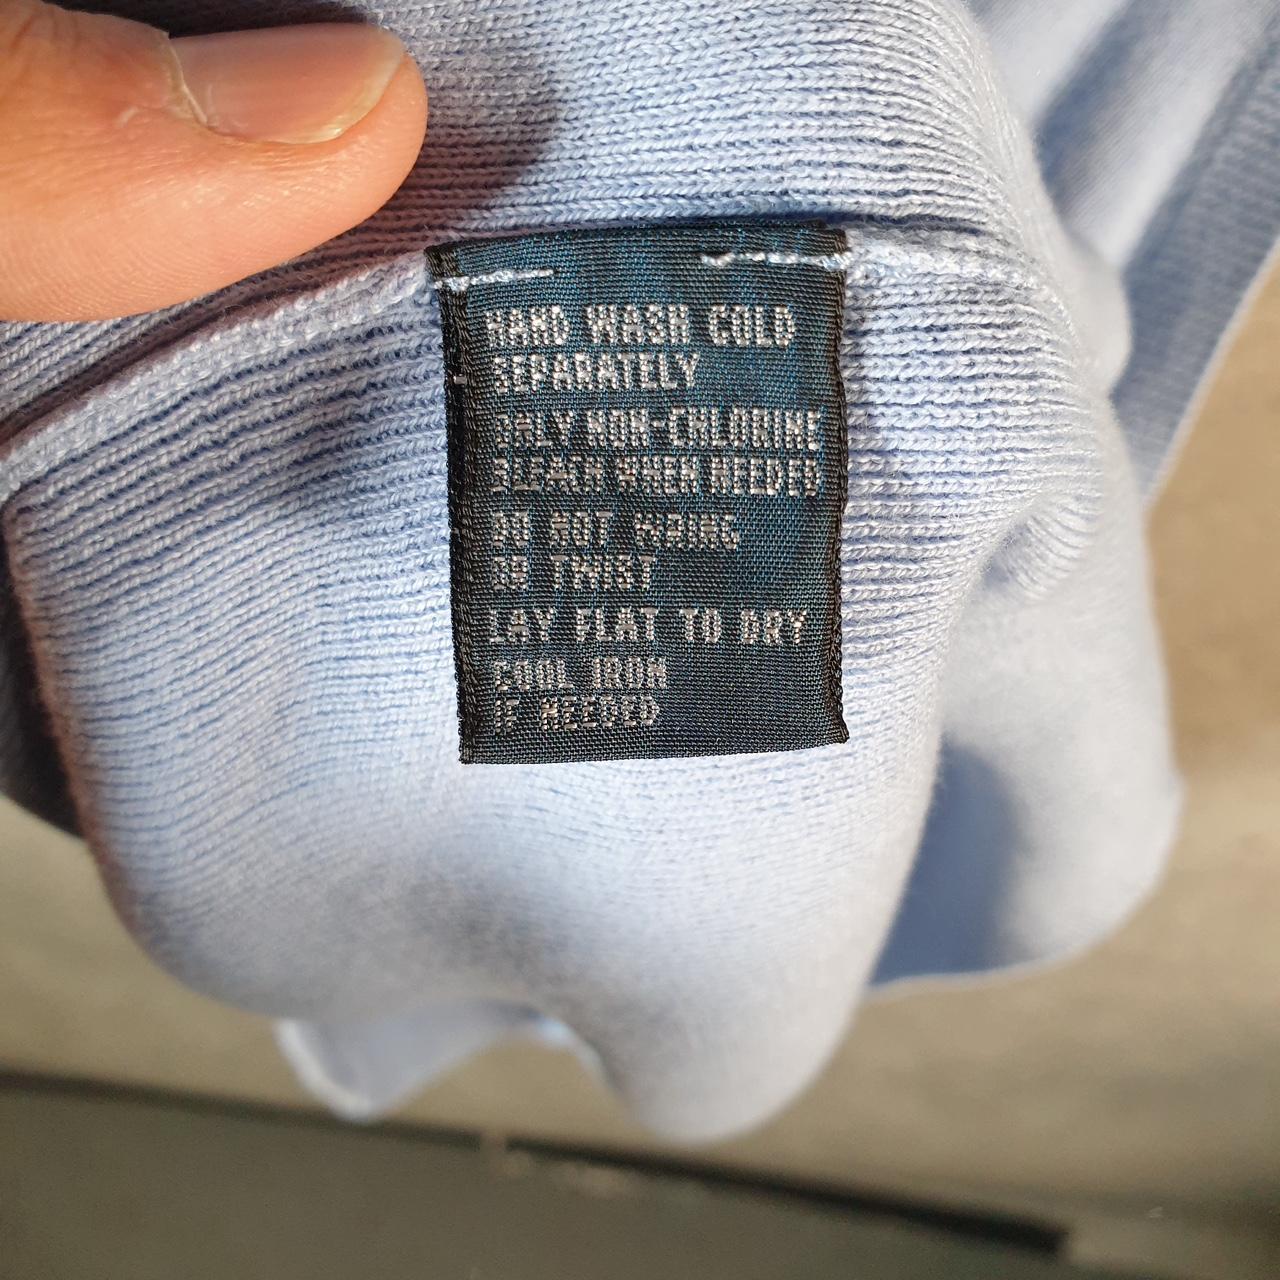 HAND WASH COLD
SEPARATELY
ONLY NON-CHLORINE
BLEACH WHEN NEEDED
DO NOT WRING
OR TWIST
LAY FLAT TO DRY
COOL IRON
IF NEEDED